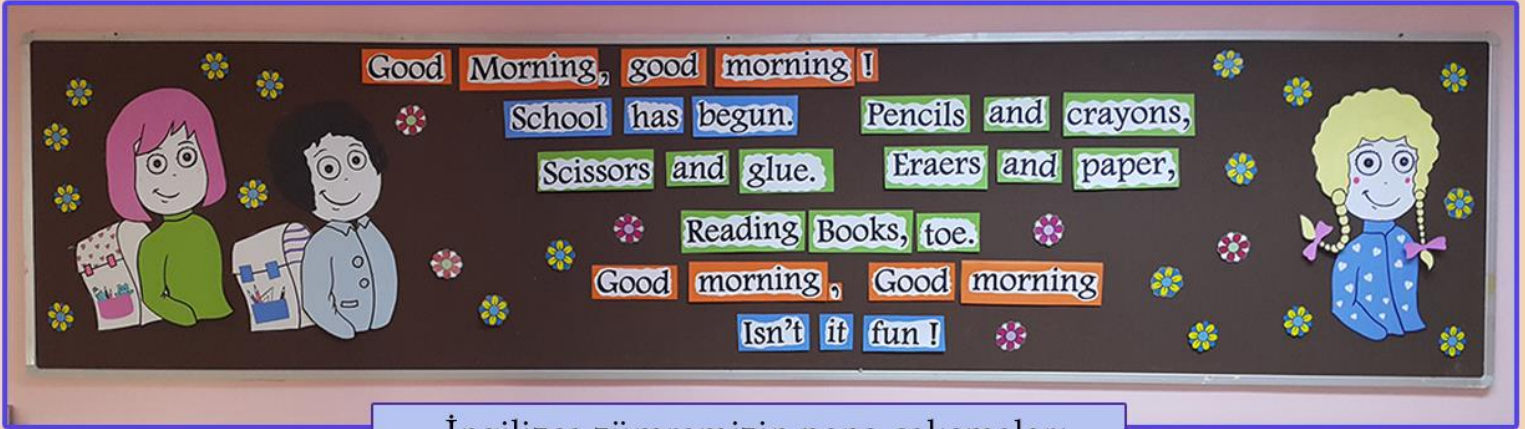 Good Morning, good morning !
School has begun. Pencils and crayons,
Scissors and glue. Eraers and paper,
Reading Books, toe.
Good morning, Good morning
Isn't it fun !